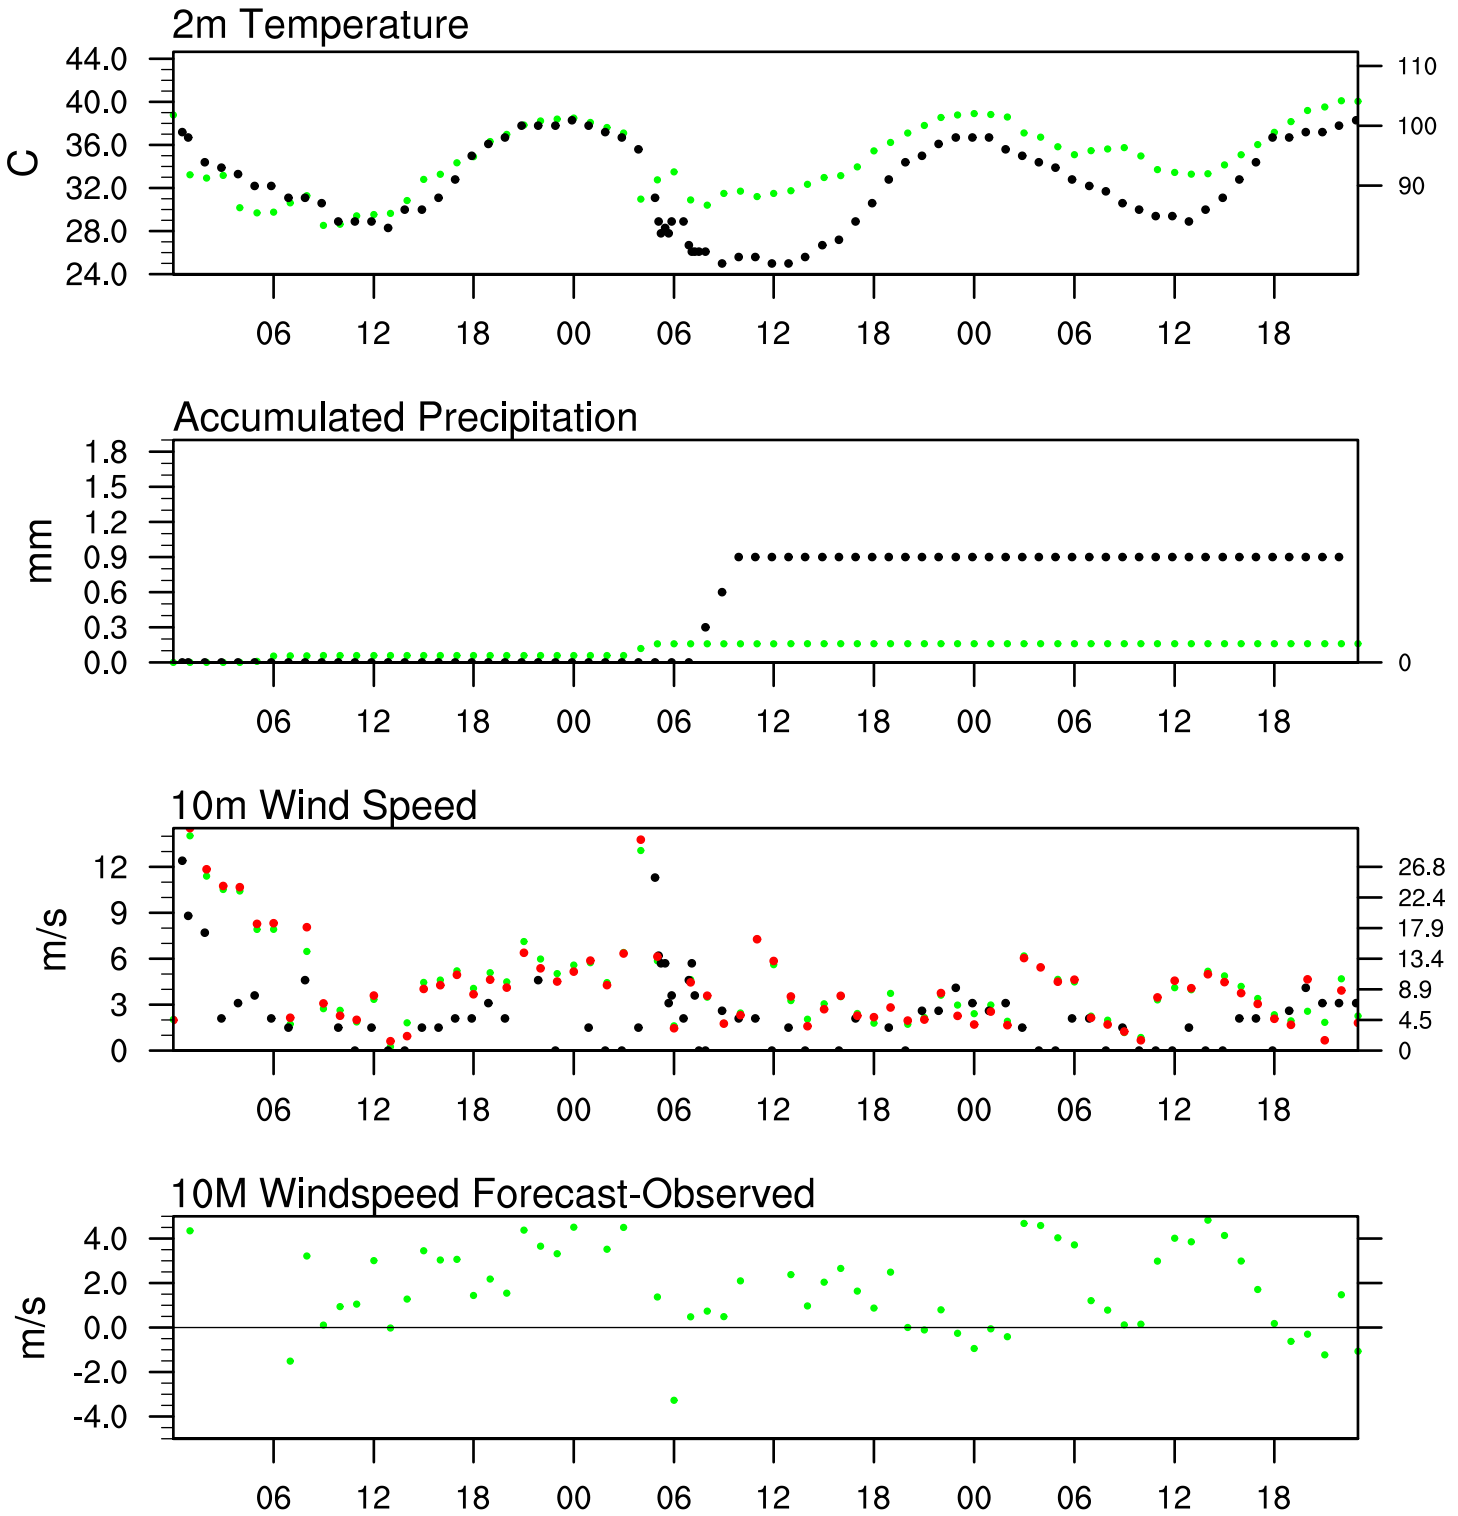 2m Temperature
44.0
40.0
36.0
32.0
28.0
24.0
C
110
100
90
06 12 18 00 06 12 18 00 06 12 18
Accumulated Precipitation
1.8
1.5
1.2
0.9
0.6
0.3
0.0
mm
0
06 12 18 00 06 12 18 00 06 12 18
10m Wind Speed
12
9
6
3
0
m/s
26.8
22.4
17.9
13.4
8.9
4.5
0
06 12 18 00 06 12 18 00 06 12 18
10M Windspeed Forecast-Observed
4.0
2.0
0.0
-2.0
-4.0
m/s
06 12 18 00 06 12 18 00 06 12 18